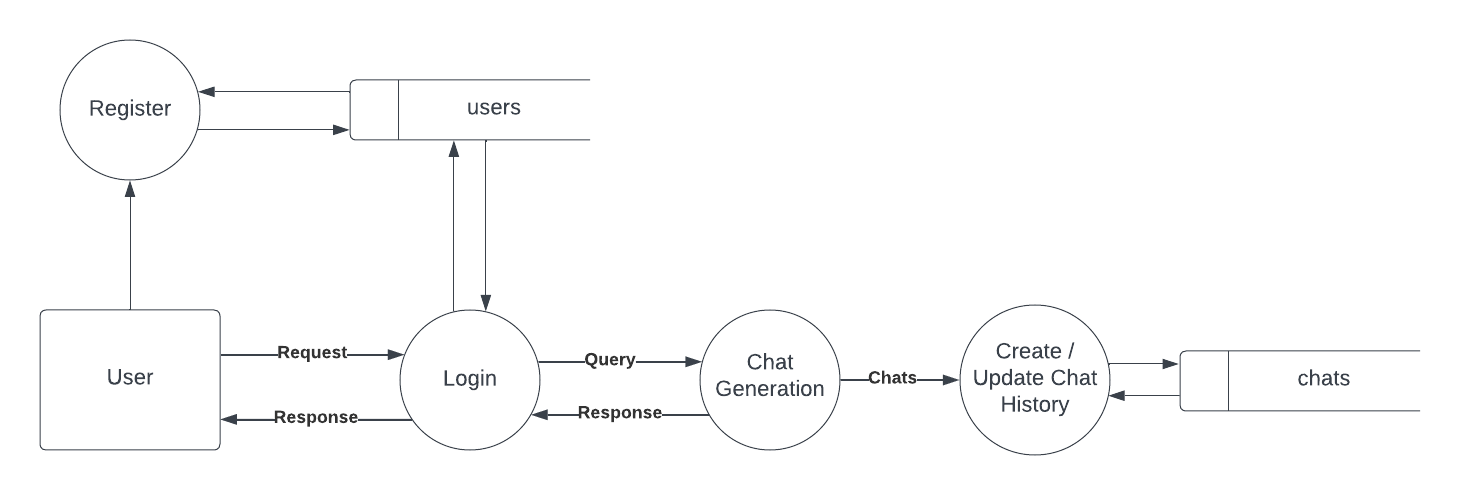 Register
users
User
Request
Response
Login
Query
Response
Chat
Generation
Chats
Create /
Update Chat
History
chats